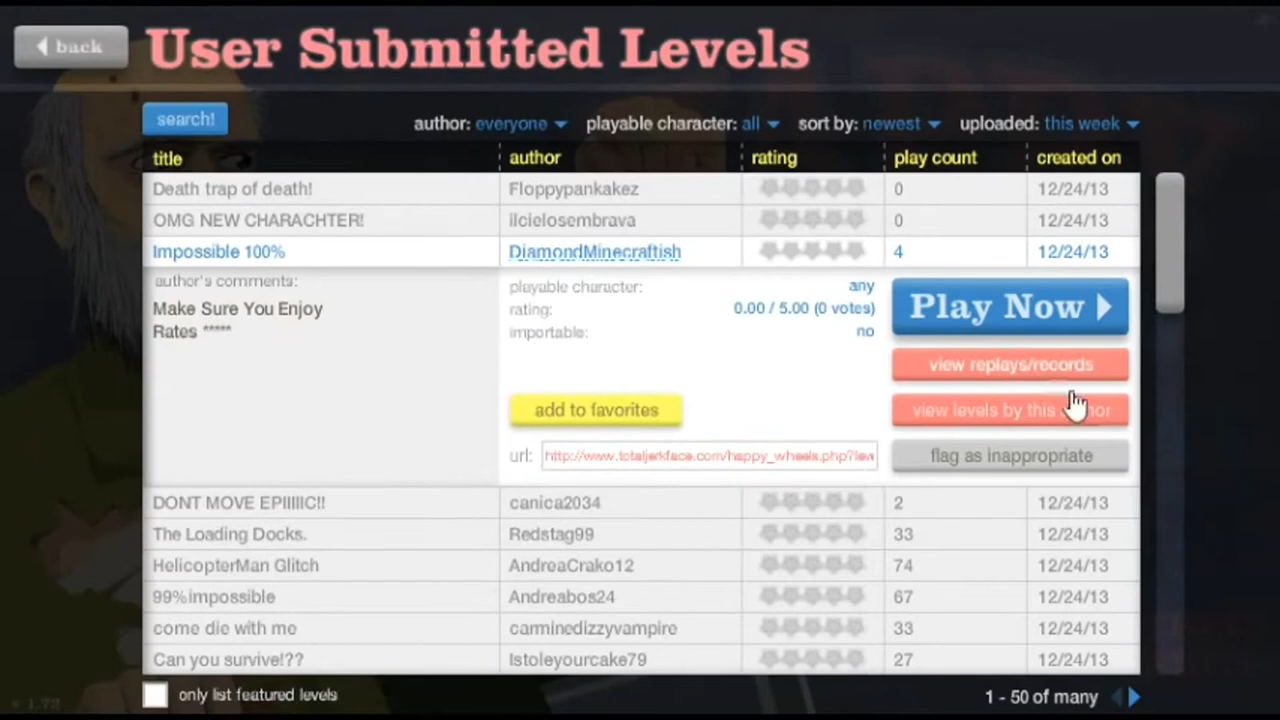 back
User Submitted Levels
search!
author: everyone playable character: all sort by: newest uploaded: this week
title author rating play count created on
Death trap of death! Floppypankakez 0 12/24/13
OMG NEW CHARACHTER! ilcielosembrava 0 12/24/13
Impossible 100% DiamondMinecraftish 4 12/24/13
author's comments:
Make Sure You Enjoy
Rates *****
playable character: any
rating: 0.00 / 5.00 (0 votes)
importable: no
add to favorites
url: http://www.totaljerkface.com/happy_wheels.php?lev
Play Now
view replays/records
view levels by this
flag as inappropriate
DONT MOVE EPIIIIIC!! canica2034 2 12/24/13
The Loading Docks. Redstag99 33 12/24/13
HelicopterMan Glitch AndreaCrako12 74 12/24/13
99%impossible Andreabos24 67 12/24/13
come die with me carminedizzyvampire 33 12/24/13
Can you survive!?? Istoleyourcake79 27 12/24/13
only list featured levels
1 - 50 of many
v 1.72